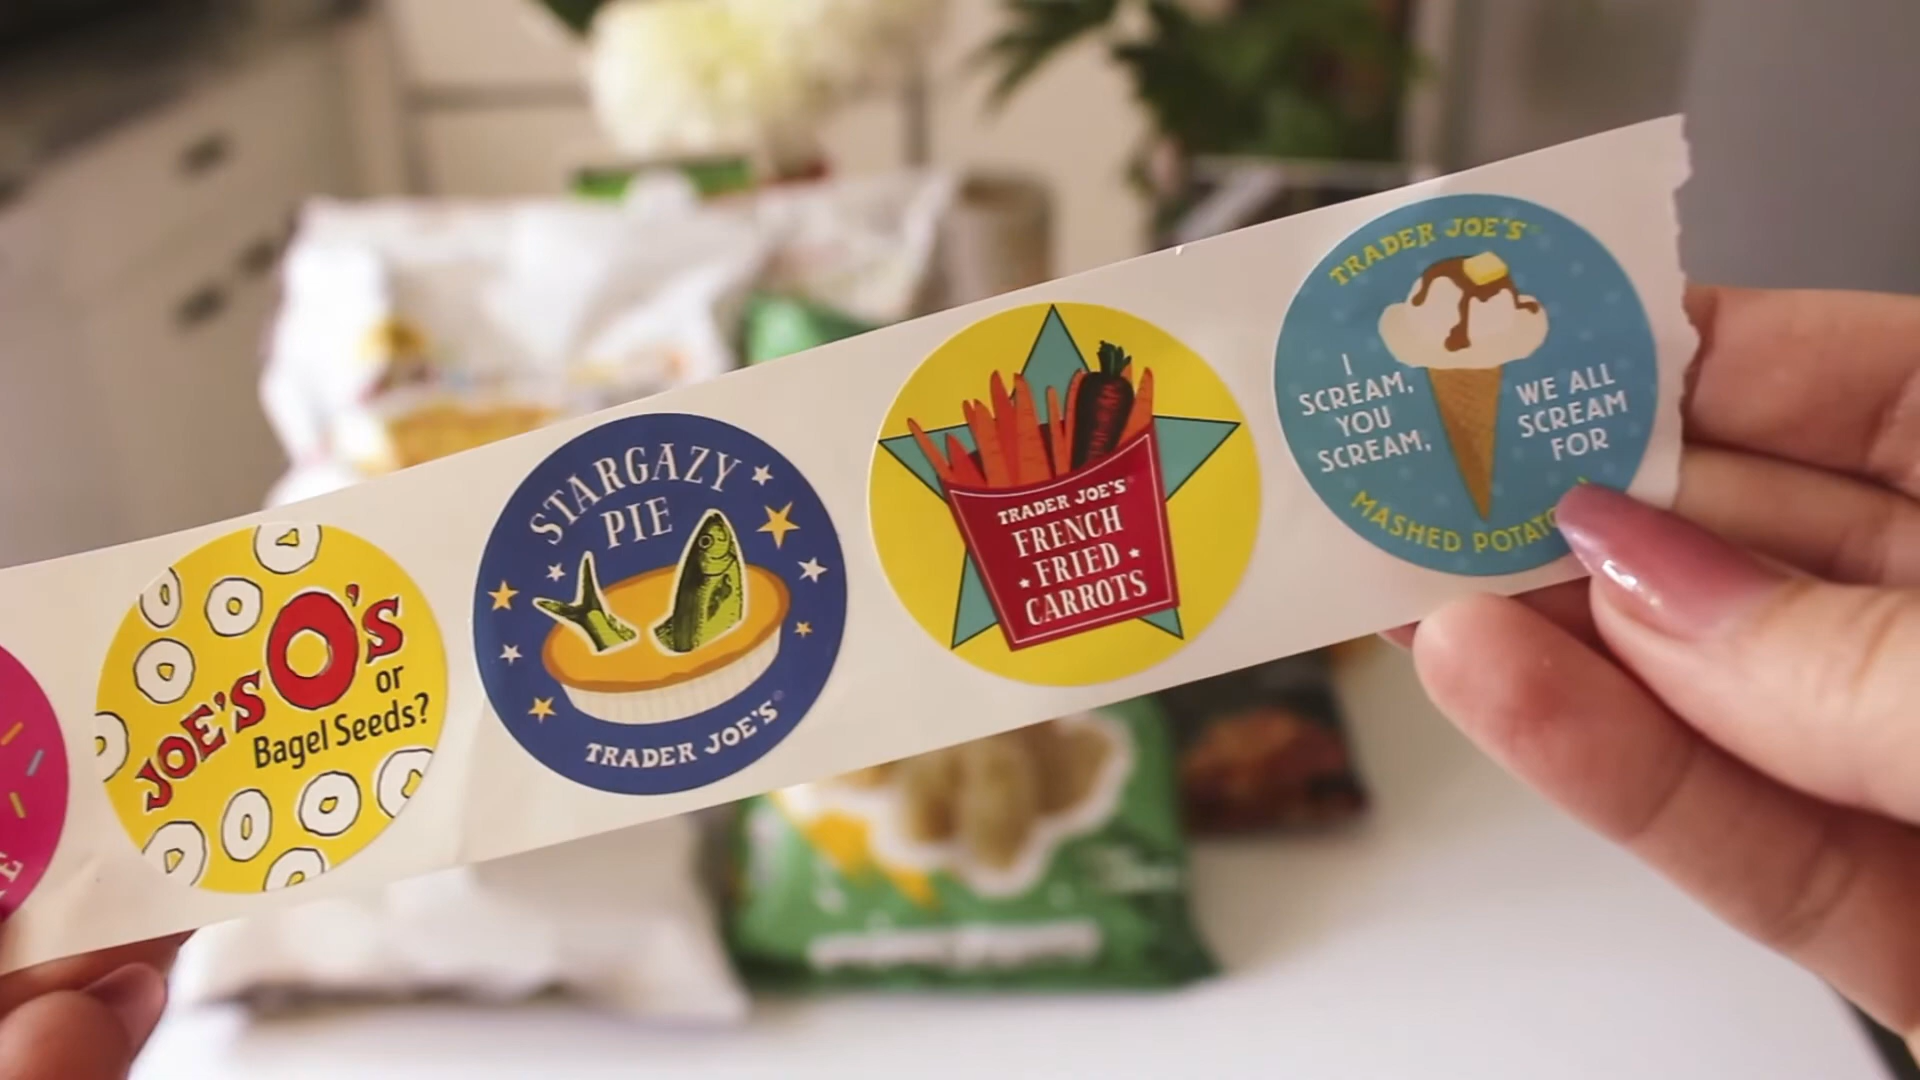 JOE'S O'S
or
Bagel Seeds?
STARGAZY
PIE
TRADER JOE'S
TRADER JOE'S
FRENCH
FRIED
CARROTS
TRADER JOE'S
I
SCREAM,
YOU
SCREAM,
WE ALL
SCREAM
FOR
MASHED